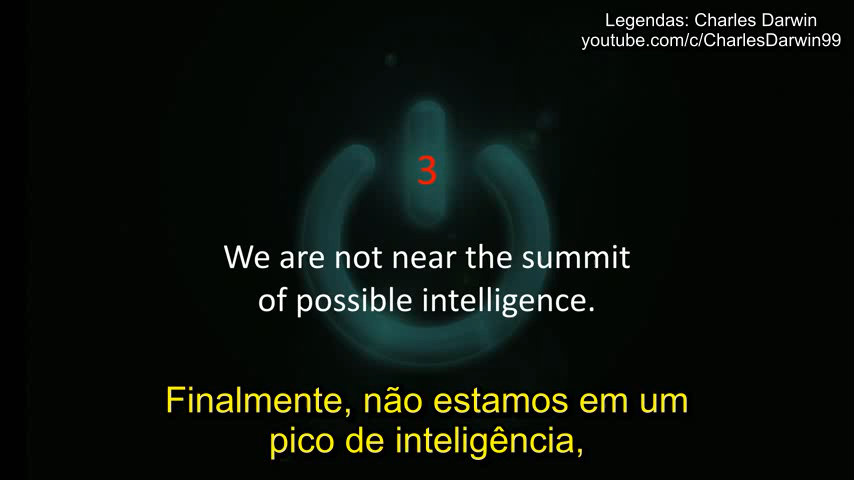 Legendas: Charles Darwin
youtube.com/c/CharlesDarwin99
3
We are not near the summit
of possible intelligence.
Finalmente, não estamos em um
pico de inteligência,